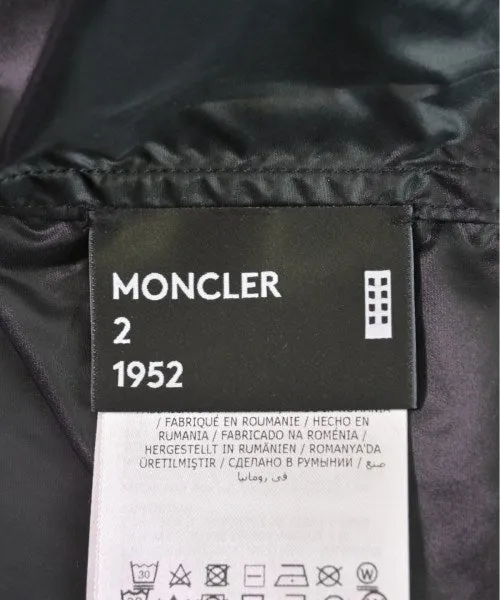 MONCLER
2
1952
/ FABRIQUÉ EN ROUMANIE / HECHO EN
RUMANIA / FABRICADO NA ROMÉNIA /
HERGESTELLT IN RUMÄNIEN / ROMANYA'DA
ÜRETILMIŞTIR / СДЕЛАНО В РУМЫНИИ / صنع
في رومانيا
30
W